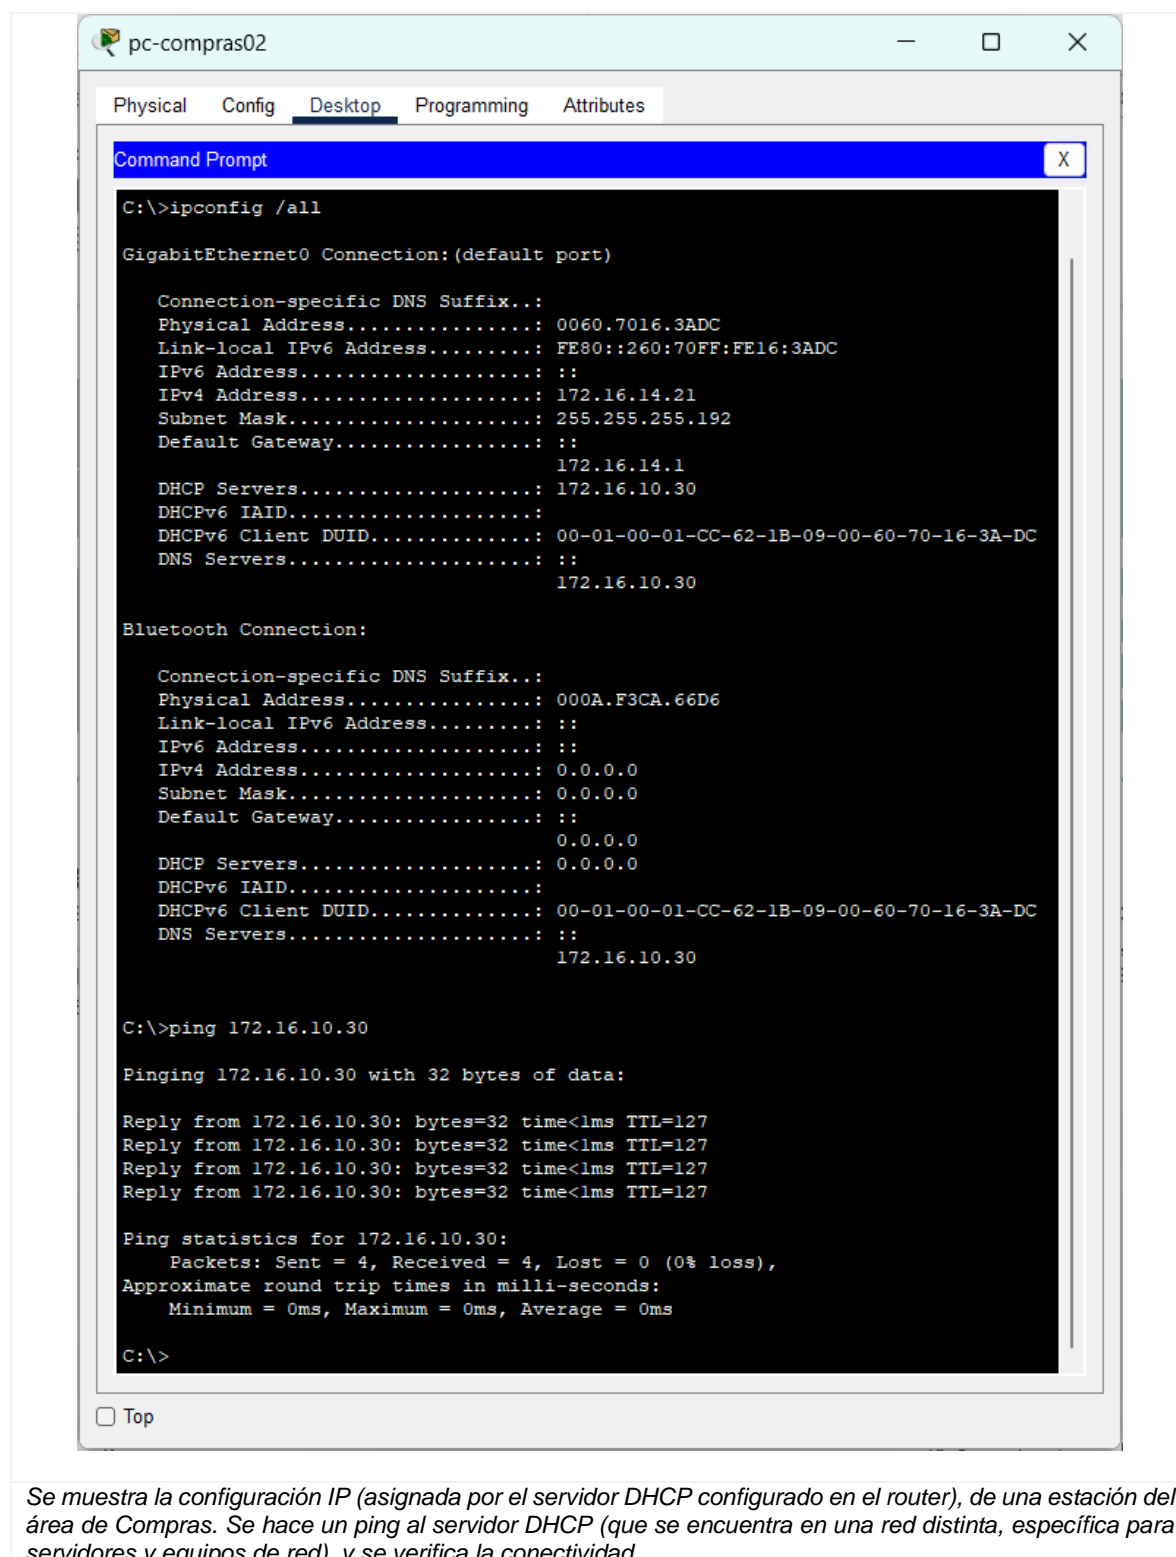 pc-compras02
Physical Config Desktop Programming Attributes
Command Prompt X
C:\>ipconfig /all
GigabitEthernet0 Connection:(default port)
Connection-specific DNS Suffix..:
Physical Address................: 0060.7016.3ADC
Link-local IPv6 Address.........: FE80::260:70FF:FE16:3ADC
IPv6 Address....................: ::
IPv4 Address....................: 172.16.14.21
Subnet Mask.....................: 255.255.255.192
Default Gateway.................: ::
172.16.14.1
DHCP Servers....................: 172.16.10.30
DHCPv6 IAID.....................:
DHCPv6 Client DUID..............: 00-01-00-01-CC-62-1B-09-00-60-70-16-3A-DC
DNS Servers.....................: ::
172.16.10.30
Bluetooth Connection:
Connection-specific DNS Suffix..:
Physical Address................: 000A.F3CA.66D6
Link-local IPv6 Address.........: ::
IPv6 Address....................: ::
IPv4 Address....................: 0.0.0.0
Subnet Mask.....................: 0.0.0.0
Default Gateway.................: ::
0.0.0.0
DHCP Servers....................: 0.0.0.0
DHCPv6 IAID.....................:
DHCPv6 Client DUID..............: 00-01-00-01-CC-62-1B-09-00-60-70-16-3A-DC
DNS Servers.....................: ::
172.16.10.30
C:\>ping 172.16.10.30
Pinging 172.16.10.30 with 32 bytes of data:
Reply from 172.16.10.30: bytes=32 time<1ms TTL=127
Reply from 172.16.10.30: bytes=32 time<1ms TTL=127
Reply from 172.16.10.30: bytes=32 time<1ms TTL=127
Reply from 172.16.10.30: bytes=32 time<1ms TTL=127
Ping statistics for 172.16.10.30:
Packets: Sent = 4, Received = 4, Lost = 0 (0% loss),
Approximate round trip times in milli-seconds:
Minimum = 0ms, Maximum = 0ms, Average = 0ms
C:\>
Top
Se muestra la configuración IP (asignada por el servidor DHCP configurado en el router), de una estación del
área de Compras. Se hace un ping al servidor DHCP (que se encuentra en una red distinta, específica para
servidores y equipos de red), y se verifica la conectividad